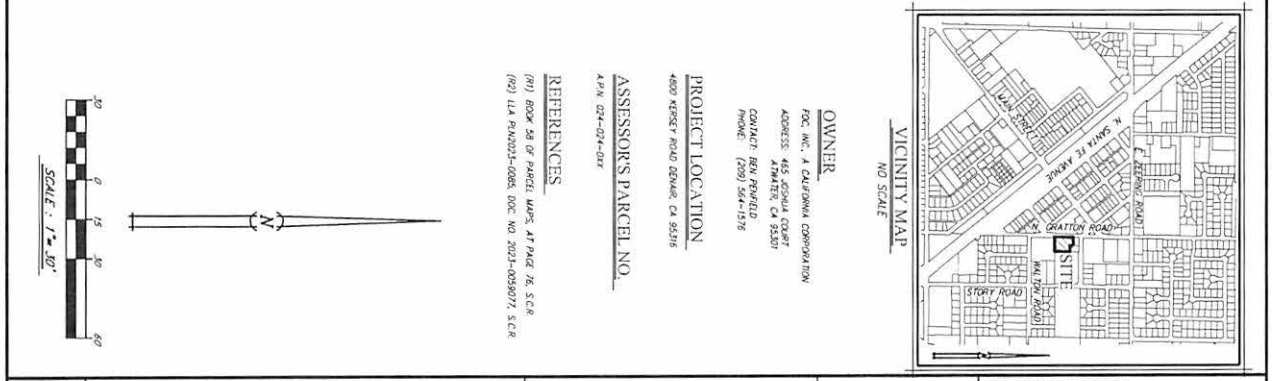 MAIN STREET
N. SANTA FE AVENUE
E. ZEERING ROAD
N. GRATTON ROAD
SITE
WALTON ROAD
STORY ROAD
N
VICINITY MAP
NO SCALE
OWNER
FDC, INC., A CALIFORNIA CORPORATION
ADDRESS: 465 JOSHUA COURT
ATWATER, CA 95301
CONTACT: BEN PENFIELD
PHONE: (209) 564-1576
PROJECT LOCATION
4800 KERSEY ROAD DENAIR, CA 95316
ASSESSOR'S PARCEL NO.
A.P.N. 024-024-0XX
REFERENCES
(R1) BOOK 58 OF PARCEL MAPS, AT PAGE 76, S.C.R.
(R2) LLA PLN2023-0085, DOC. NO. 2023-0059077, S.C.R.
N
30 0 15 30 60
SCALE : 1"= 30'